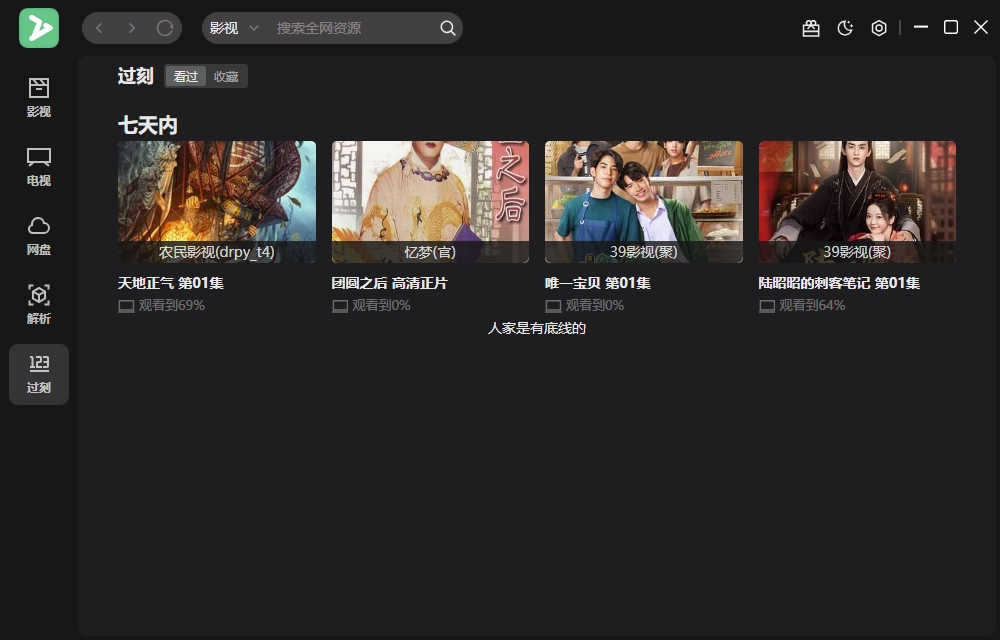 影视
搜索全网资源
影视
电视
网盘
解析
123
过刻
过刻
看过
收藏
七天内
农民影视(drpy_t4)
之后
忆梦(官)
39影视(聚)
39影视(聚)
天地正气 第01集
团圆之后 高清正片
唯一宝贝 第01集
陆昭昭的刺客笔记 第01集
观看到69%
观看到0%
观看到0%
观看到64%
人家是有底线的